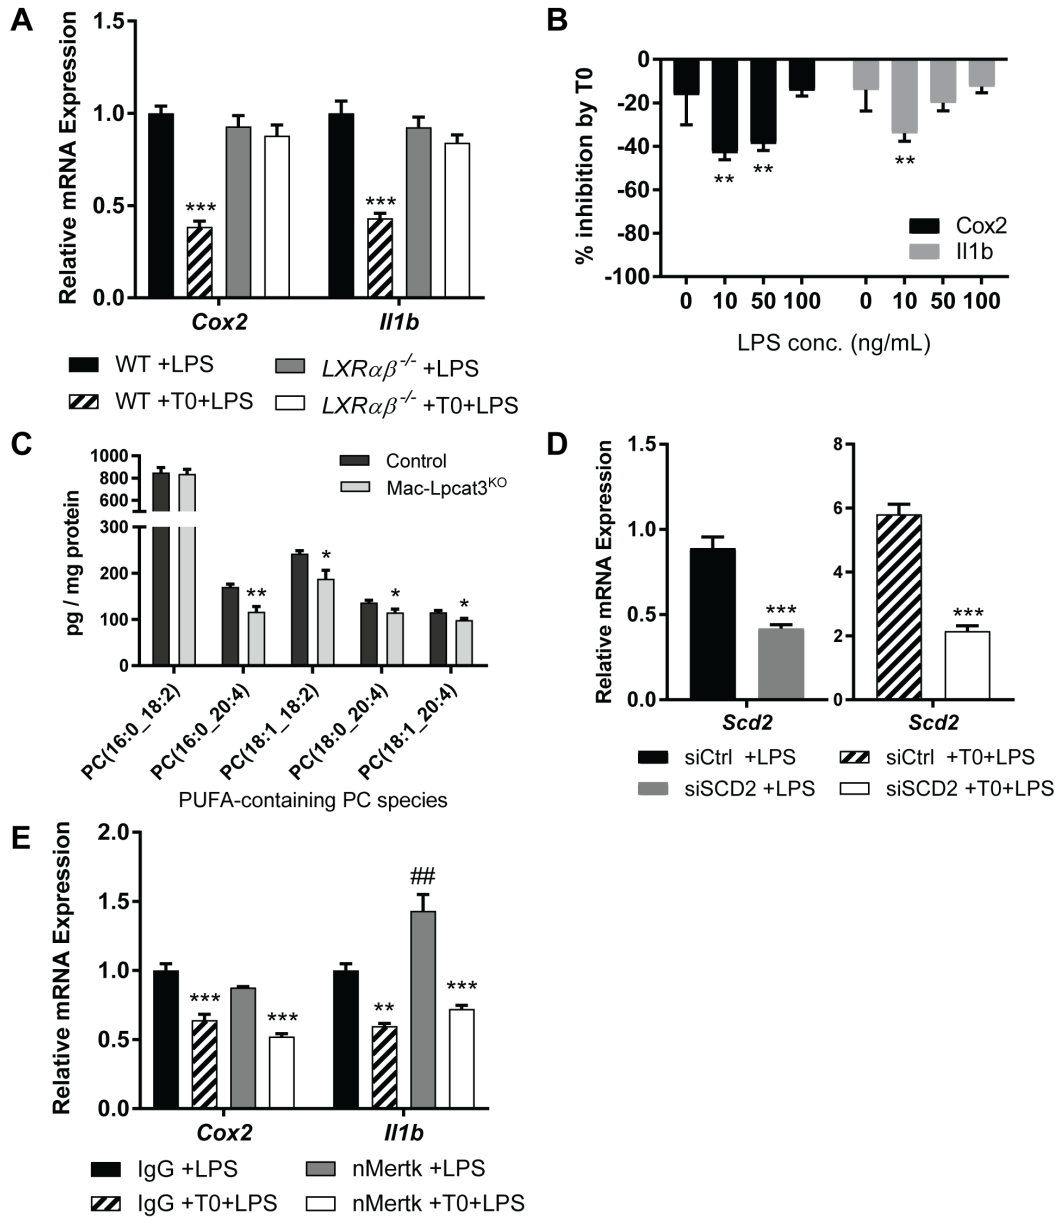 A
Relative mRNA Expression
1.5
1.0
0.5
0.0
***
***
Cox2
Il1b
WT +LPS
LXRαβ-/- +LPS
WT +T0+LPS
LXRαβ-/- +T0+LPS
B
% inhibition by T0
0
-20
-40
-60
-80
-100
**
**
**
Cox2
Il1b
0 10 50 100 0 10 50 100
LPS conc. (ng/mL)
C
pg / mg protein
1000
800
600
300
200
100
0
Control
Mac-Lpcat3KO
**
*
*
*
PC(16:0_18:2)
PC(16:0_20:4)
PC(18:1_18:2)
PC(18:0_20:4)
PC(18:1_20:4)
PUFA-containing PC species
D
Relative mRNA Expression
1.5
1.0
0.5
0.0
***
Scd2
8
6
4
2
0
***
Scd2
siCtrl +LPS
siCtrl +T0+LPS
siSCD2 +LPS
siSCD2 +T0+LPS
E
Relative mRNA Expression
2.0
1.5
1.0
0.5
0.0
***
***
**
##
***
Cox2
Il1b
IgG +LPS
nMertk +LPS
IgG +T0+LPS
nMertk +T0+LPS